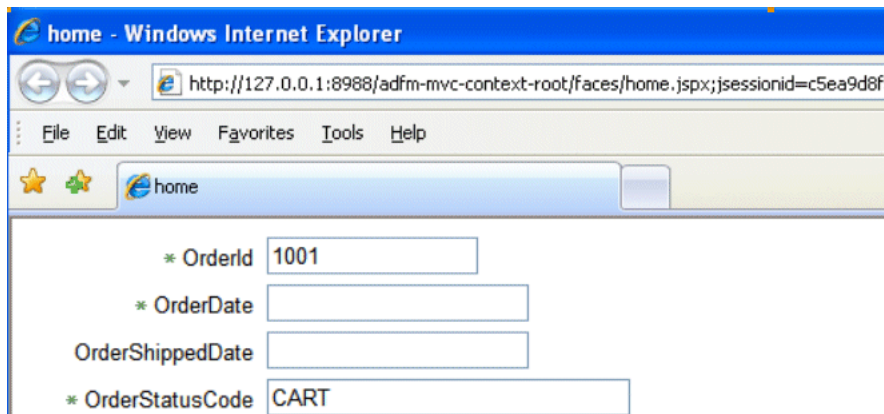 home - Windows Internet Explorer
http://127.0.0.1:8988/adfm-mvc-context-root/faces/home.jspx;jsessionid=c5ea9d8f
File Edit View Favorites Tools Help
home
* OrderId 1001
* OrderDate
OrderShippedDate
* OrderStatusCode CART